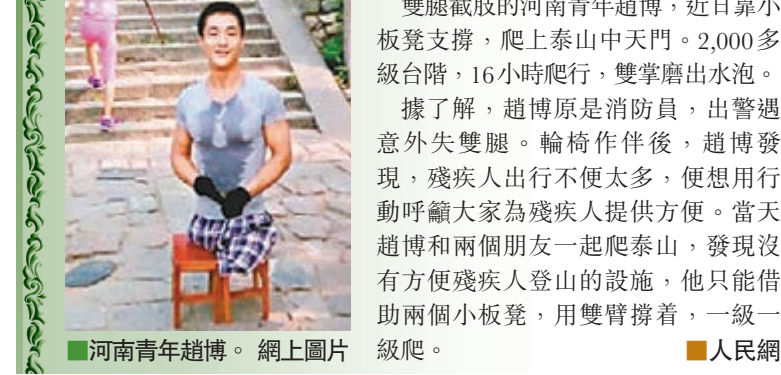 雙腿截肢的河南青年趙博，近日靠小
板凳支撐，爬上泰山中天門。2,000多
級台階，16小時爬行，雙掌磨出水泡。
據了解，趙博原是消防員，出警遇
意外失雙腿。輪椅作伴後，趙博發
現，殘疾人出行不便太多，便想用行
動呼籲大家為殘疾人提供方便。當天
趙博和兩個朋友一起爬泰山，發現沒
有方便殘疾人登山的設施，他只能借
助兩個小板凳，用雙臂撐着，一級一
級爬。
■人民網
■河南青年趙博。 網上圖片